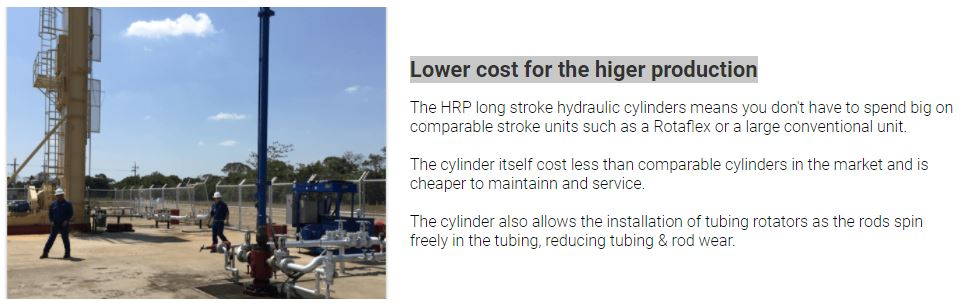 Lower cost for the higer production
The HRP long stroke hydraulic cylinders means you don't have to spend big on
comparable stroke units such as a Rotaflex or a large conventional unit.
The cylinder itself cost less than comparable cylinders in the market and is
cheaper to maintainn and service.
The cylinder also allows the installation of tubing rotators as the rods spin
freely in the tubing, reducing tubing & rod wear.